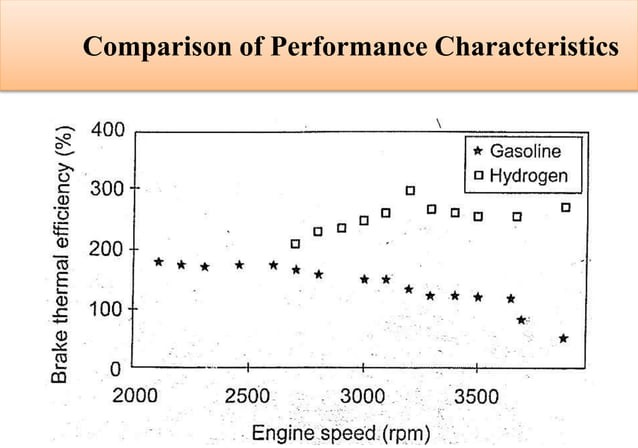 Comparison of Performance Characteristics
Brake thermal efficiency (%)
400
300
200
100
0
Gasoline
Hydrogen
2000
2500
3000
3500
Engine speed (rpm)